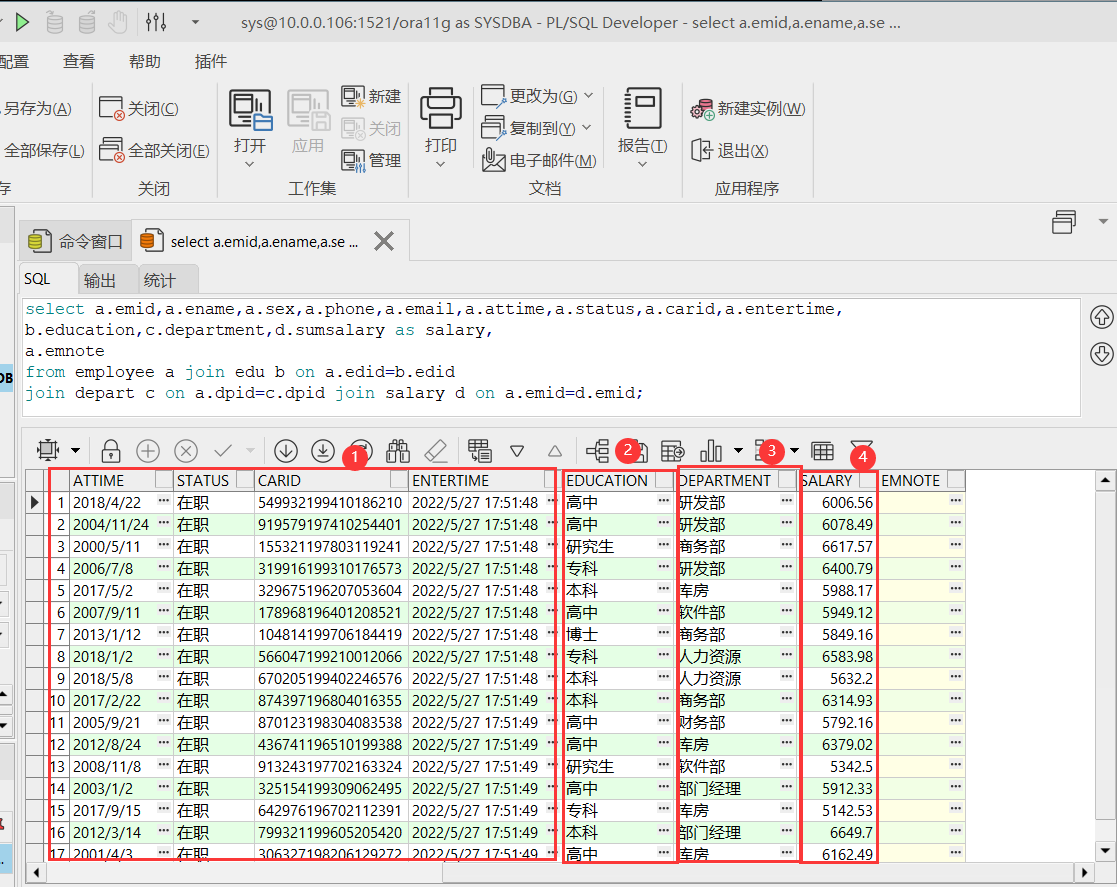 sys@10.0.0.106:1521/ora11g as SYSDBA - PL/SQL Developer - select a.emid,a.ename,a.se ...
配置 查看 帮助 插件
另存为(A) 关闭(C) 新建 更改为(G) 新建实例(W)
打开 应用 关闭 打印 复制到(Y) 报告(T)
全部保存(L) 全部关闭(E) 管理 电子邮件(M) 退出(X)
存 关闭 工作集 文档 应用程序
命令窗口 select a.emid,a.ename,a.se ...
SQL 输出 统计
select a.emid,a.ename,a.sex,a.phone,a.email,a.attime,a.status,a.carid,a.entertime,
b.education,c.department,d.sumsalary as salary,
a.emnote
DB
from employee a join edu b on a.edid=b.edid
join depart c on a.dpid=c.dpid join salary d on a.emid=d.emid;
1 2 3 4
ATTIME STATUS CARID ENTERTIME EDUCATION DEPARTMENT SALARY EMNOTE
1 2018/4/22 ··· 在职 549932199410186210 2022/5/27 17:51:48 ··· 高中 ··· 研发部 ··· 6006.56 ···
2 2004/11/24 ··· 在职 919579197410254401 2022/5/27 17:51:48 ··· 高中 ··· 研发部 ··· 6078.49 ···
3 2000/5/11 ··· 在职 155321197803119241 2022/5/27 17:51:48 ··· 研究生 ··· 商务部 ··· 6617.57 ···
4 2006/7/8 ··· 在职 319916199310176573 2022/5/27 17:51:48 ··· 专科 ··· 研发部 ··· 6400.79 ···
5 2017/5/2 ··· 在职 329675196207053604 2022/5/27 17:51:48 ··· 本科 ··· 库房 ··· 5988.17 ···
6 2007/9/11 ··· 在职 178968196401208521 2022/5/27 17:51:48 ··· 高中 ··· 软件部 ··· 5949.12 ···
7 2013/1/12 ··· 在职 104814199706184419 2022/5/27 17:51:48 ··· 博士 ··· 商务部 ··· 5849.16 ···
8 2018/1/2 ··· 在职 566047199210012066 2022/5/27 17:51:48 ··· 专科 ··· 人力资源 ··· 6583.98 ···
9 2018/5/8 ··· 在职 670205199402246576 2022/5/27 17:51:48 ··· 本科 ··· 人力资源 ··· 5632.2 ···
10 2017/2/22 ··· 在职 874397196804016355 2022/5/27 17:51:49 ··· 本科 ··· 商务部 ··· 6314.93 ···
11 2005/9/21 ··· 在职 870123198304083538 2022/5/27 17:51:49 ··· 高中 ··· 财务部 ··· 5792.16 ···
12 2012/8/24 ··· 在职 436741196510199388 2022/5/27 17:51:49 ··· 高中 ··· 库房 ··· 6379.02 ···
13 2008/11/8 ··· 在职 913243197702163324 2022/5/27 17:51:49 ··· 研究生 ··· 软件部 ··· 5342.5 ···
14 2003/1/2 ··· 在职 325154199309062495 2022/5/27 17:51:49 ··· 高中 ··· 部门经理 ··· 5912.33 ···
15 2017/9/15 ··· 在职 642976196702112391 2022/5/27 17:51:49 ··· 专科 ··· 库房 ··· 5142.53 ···
16 2012/3/14 ··· 在职 799321199605205420 2022/5/27 17:51:49 ··· 本科 ··· 部门经理 ··· 6649.7 ···
17 2001/4/3 ··· 在职 306327198206129272 2022/5/27 17:51:49 ··· 高中 ··· 库房 ··· 6162.49 ···